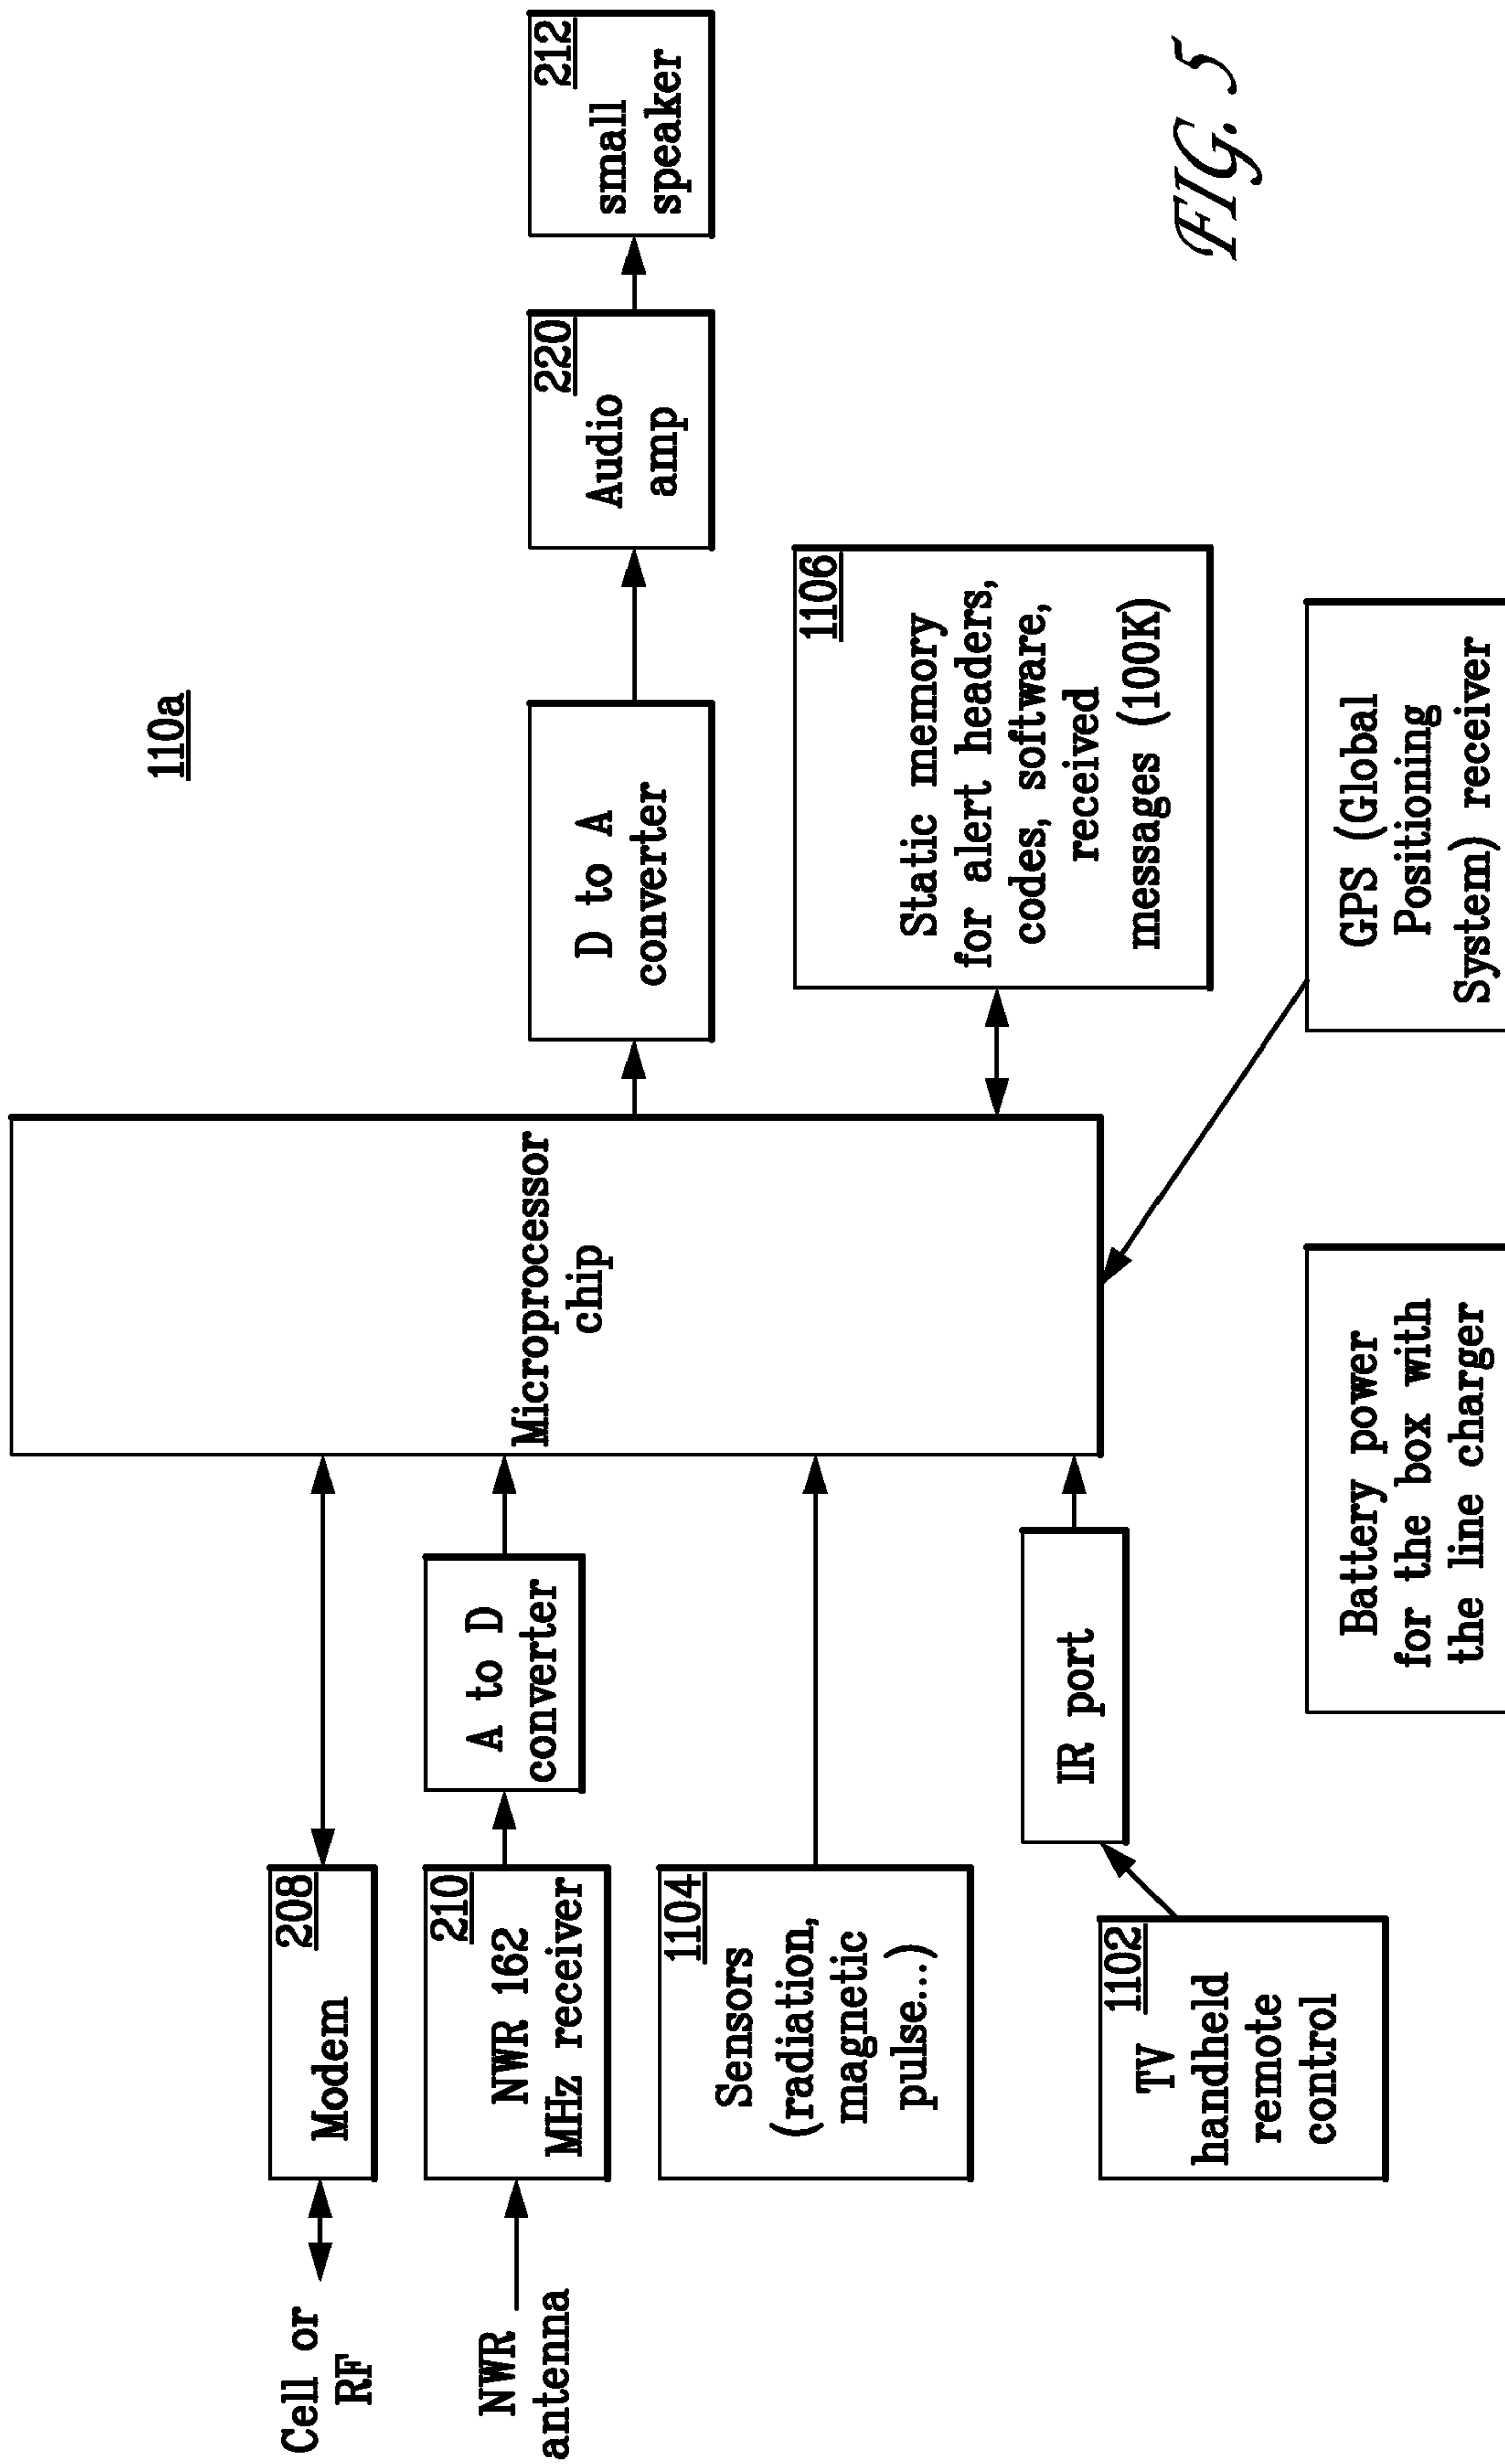 110a
Cell or
RF
208
Modem
NWR
antenna
210
NWR 162
MHz receiver
A to D
converter
1104
Sensors
(radiation,
magnetic
pulse...)
1102
TV
handheld
remote
control
IR port
Microprocessor
chip
D to A
converter
220
Audio
amp
212
small
speaker
1106
Static memory
for alert headers,
codes, software,
received
messages (100K)
Battery power
for the box with
the line charger
GPS (Global
Positioning
System) receiver
FIG. 5